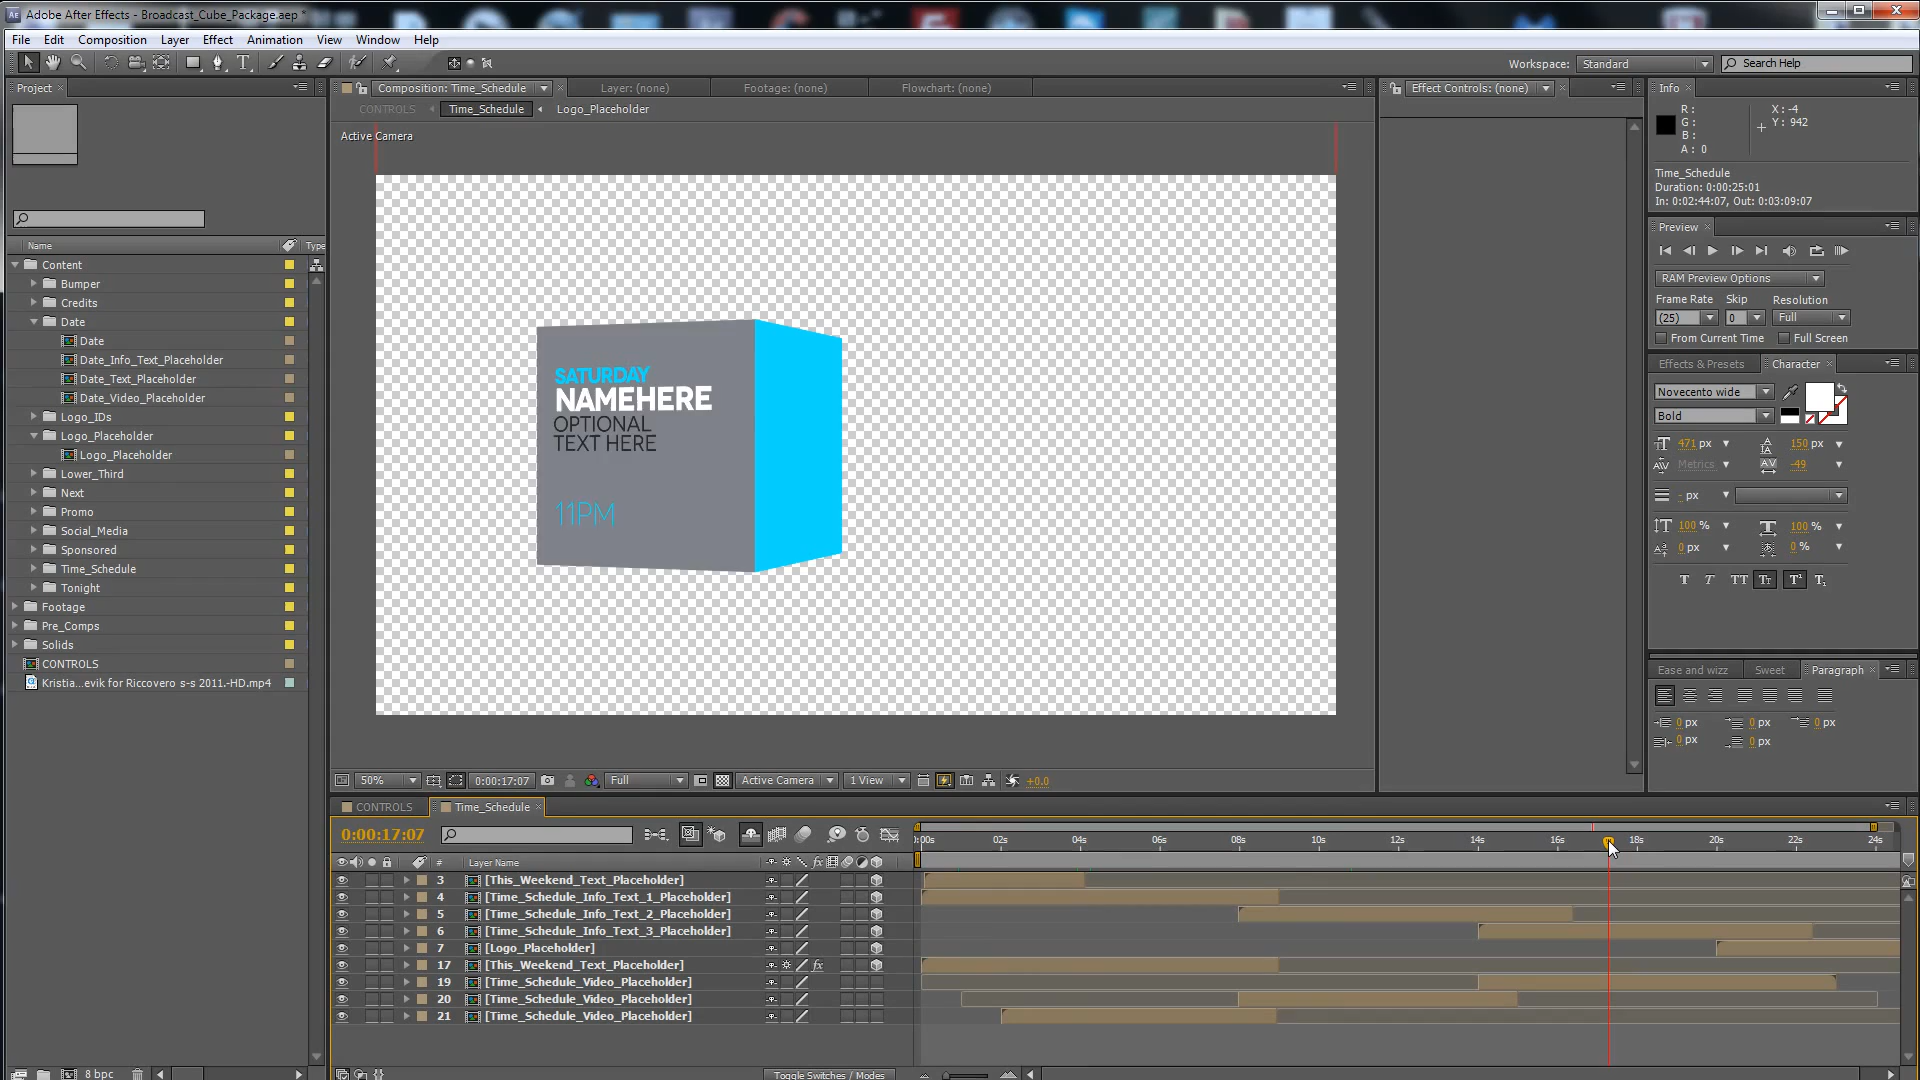 Adobe After Effects - Broadcast_Cube_Package.aep *
File Edit Composition Layer Effect Animation View Window Help
Workspace: Standard Search Help
Project
Composition: Time_Schedule
Layer: (none)
Footage: (none)
Flowchart: (none)
Effect Controls: (none)
Info
CONTROLS Time_Schedule Logo_Placeholder
Active Camera
R :
G :
B :
A : 0
X : -4
Y : 942
Time_Schedule
Duration: 0:00:25:01
In: 0:02:44:07, Out: 0:03:09:07
Preview
RAM Preview Options
Frame Rate Skip Resolution
(25) 0 Full
From Current Time Full Screen
Effects & Presets Character
Novecento wide
Bold
471 px 150 px
Metrics -49
- px
100 % 100 %
0 px 0 %
Ease and wizz Sweet Paragraph
0 px 0 px 0 px
0 px 0 px
Name Type
Content
Bumper
Credits
Date
Date
Date_Info_Text_Placeholder
Date_Text_Placeholder
Date_Video_Placeholder
Logo_IDs
Logo_Placeholder
Logo_Placeholder
Lower_Third
Next
Promo
Social_Media
Sponsored
Time_Schedule
Tonight
Footage
Pre_Comps
Solids
CONTROLS
Kristia...evik for Riccovero s-s 2011.-HD.mp4
8 bpc
SATURDAY
NAMEHERE
OPTIONAL
TEXT HERE
11PM
50% 0:00:17:07 Full Active Camera 1 View +0.0
CONTROLS Time_Schedule
0:00:17:07
:00s 02s 04s 06s 08s 10s 12s 14s 16s 18s 20s 22s 24s
# Layer Name
3 [This_Weekend_Text_Placeholder]
4 [Time_Schedule_Info_Text_1_Placeholder]
5 [Time_Schedule_Info_Text_2_Placeholder]
6 [Time_Schedule_Info_Text_3_Placeholder]
7 [Logo_Placeholder]
17 [This_Weekend_Text_Placeholder]
19 [Time_Schedule_Video_Placeholder]
20 [Time_Schedule_Video_Placeholder]
21 [Time_Schedule_Video_Placeholder]
Toggle Switches / Modes